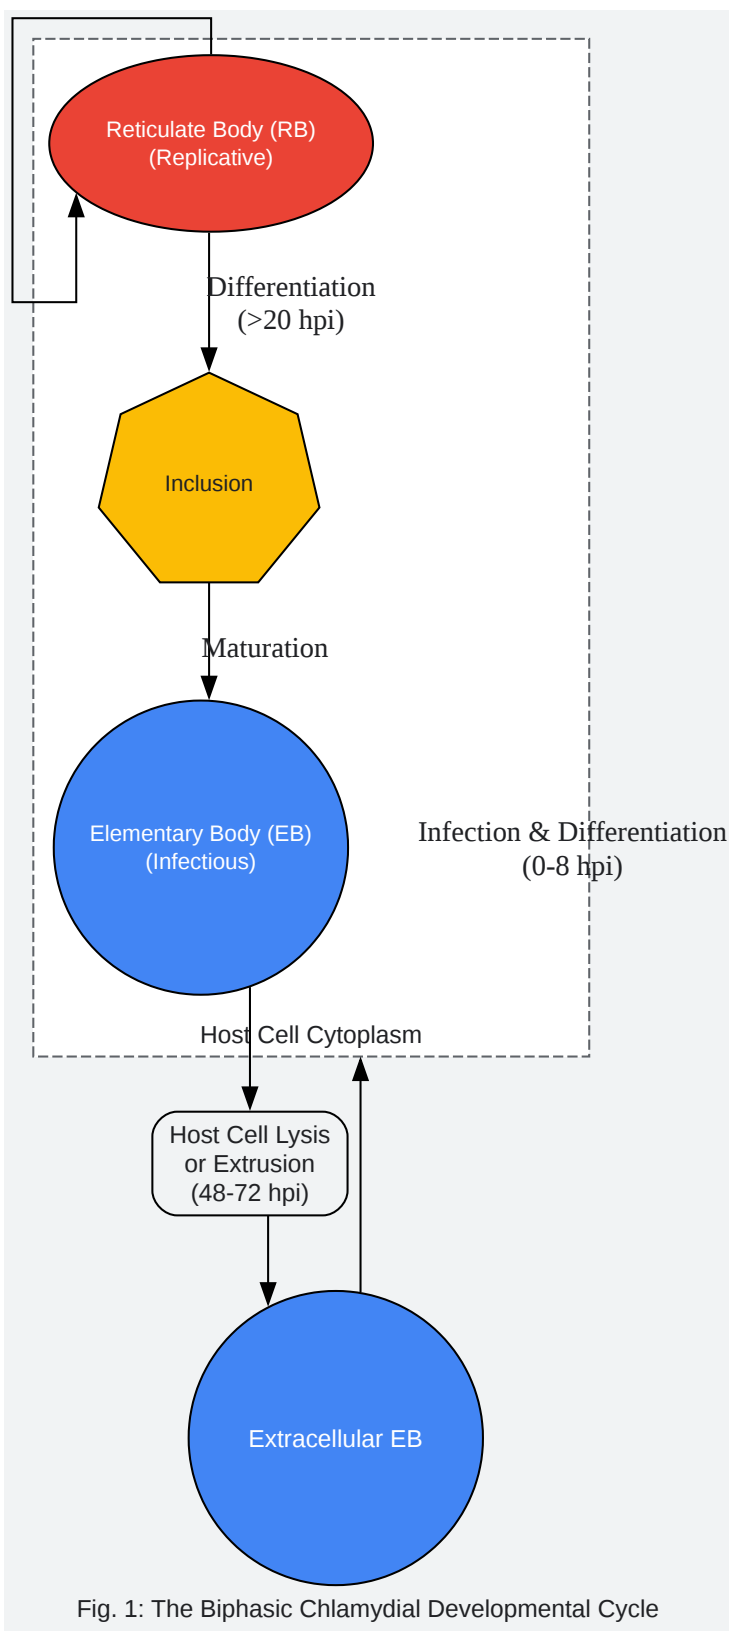 Reticulate Body (RB)
(Replicative)
Differentiation
(>20 hpi)
Inclusion
Maturation
Elementary Body (EB)
(Infectious)
Infection & Differentiation
(0-8 hpi)
Host Cell Cytoplasm
Host Cell Lysis
or Extrusion
(48-72 hpi)
Extracellular EB
Fig. 1: The Biphasic Chlamydial Developmental Cycle